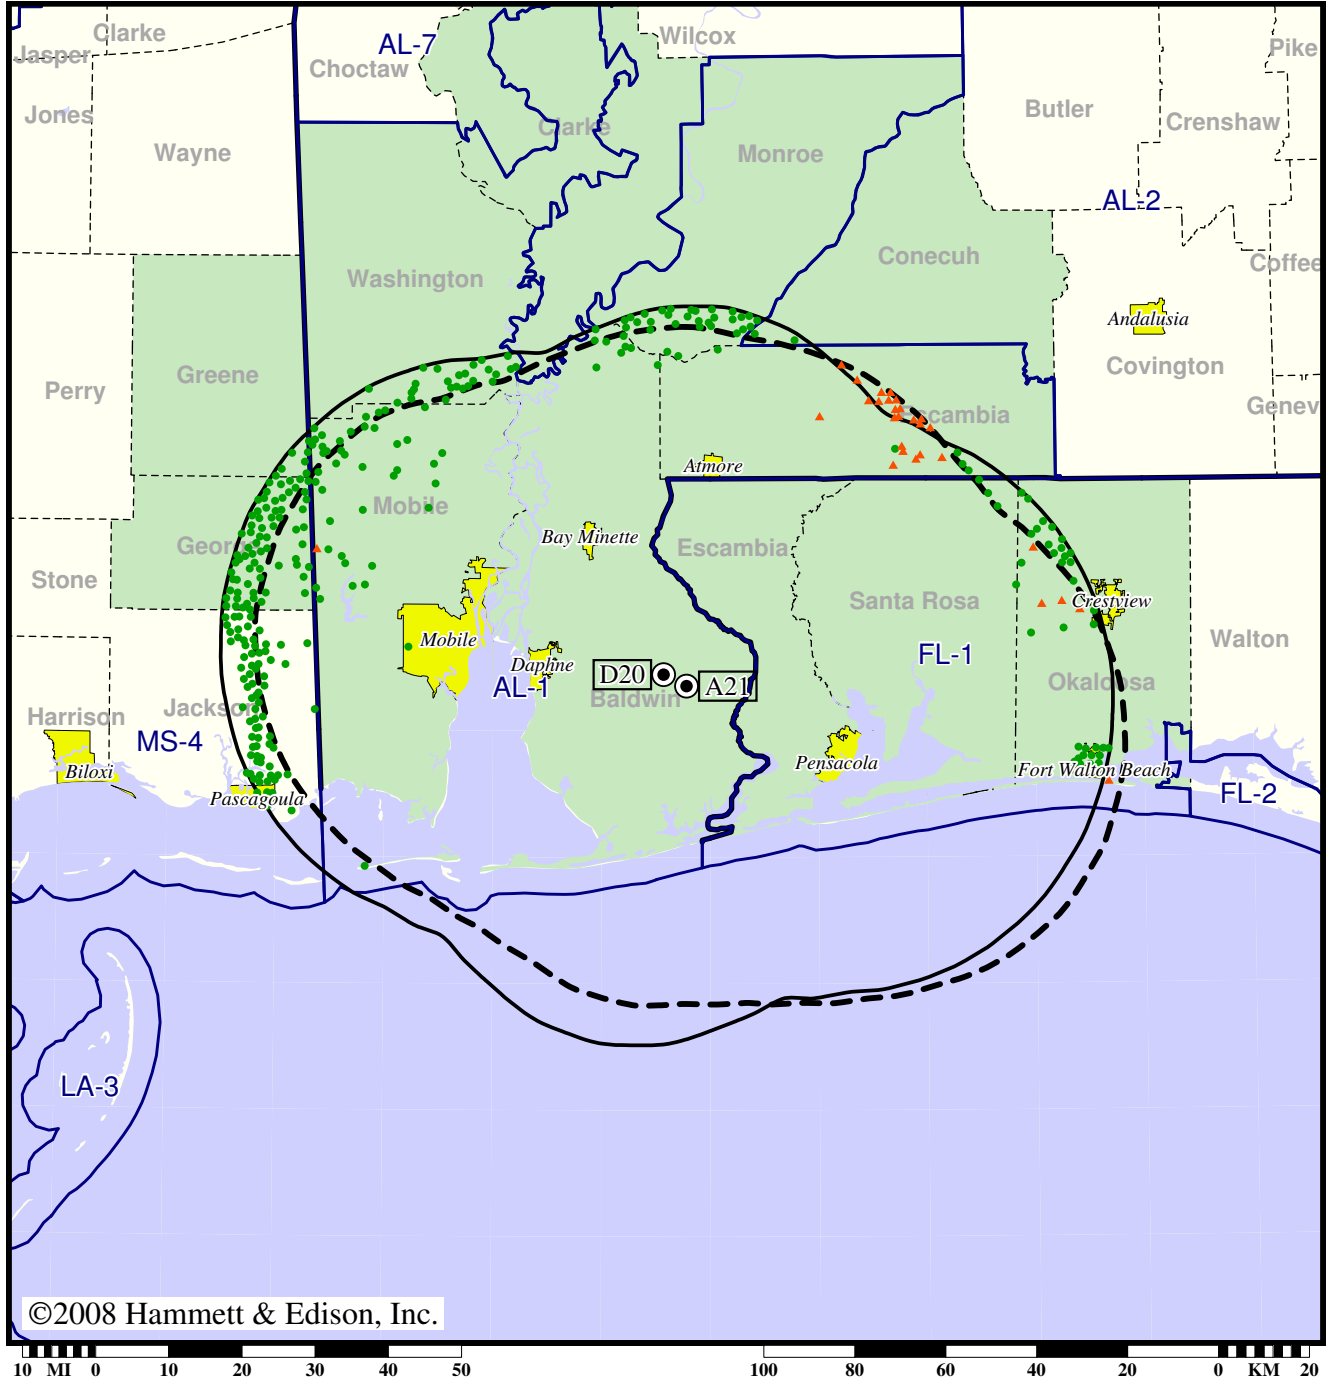 Clarke
Wilcox
AL-7
Pike
Jasper
Choctaw
Jones
Butler
Crenshaw
Clarke
Wayne
Monroe
AL-2
Conecuh
Coffee
Washington
Andalusia
Covington
Greene
Perry
Genev
Escambia
Atmore
Mobile
Bay Minette
Georg
Escambia
Stone
Santa Rosa
Crestview
Mobile
Walton
Daphne
FL-1
D20
A21
AL-1
Okaloosa
Baldwin
Jackson
Harrison
MS-4
Pensacola
Biloxi
Fort Walton Beach
FL-2
Pascagoula
LA-3
©2008 Hammett & Edison, Inc.
10 MI 0 10 20 30 40 50 100 80 60 40 20 0 KM 20